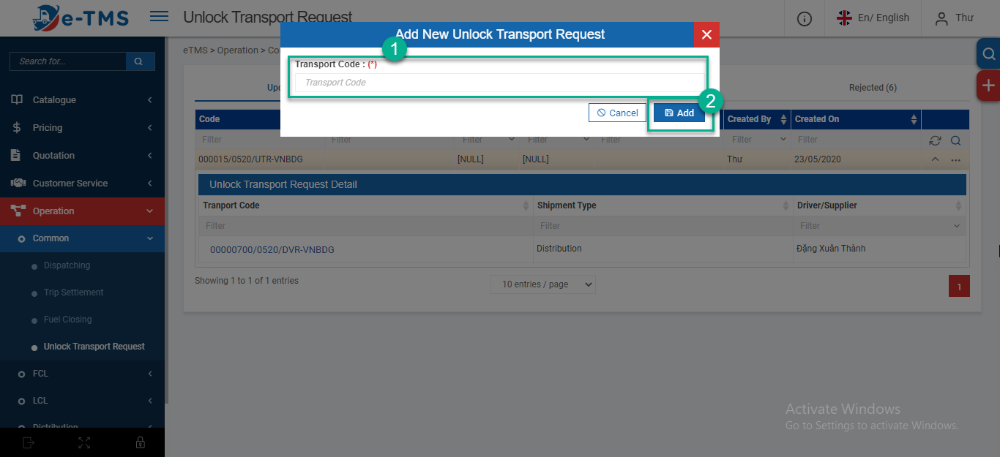 e-TMS
Unlock Transport Request
En/ English
Thư
Add New Unlock Transport Request
1
Transport Code : (*)
Transport Code
2
Cancel
Add
Search for...
eTMS > Operation > Co
Catalogue
Pricing
Quotation
Customer Service
Operation
Common
Dispatching
Trip Settlement
Fuel Closing
Unlock Transport Request
FCL
LCL
Distribution
Upd
Rejected (6)
Code
Created By
Created On
Filter Filter Filter Filter Filter Filter Filter
000015/0520/UTR-VNBDG [NULL] [NULL] Thư 23/05/2020
Unlock Transport Request Detail
Tranport Code Shipment Type Driver/Supplier
Filter Filter Filter
00000700/0520/DVR-VNBDG Distribution Đặng Xuân Thành
Showing 1 to 1 of 1 entries
10 entries / page
1
Activate Windows
Go to Settings to activate Windows.